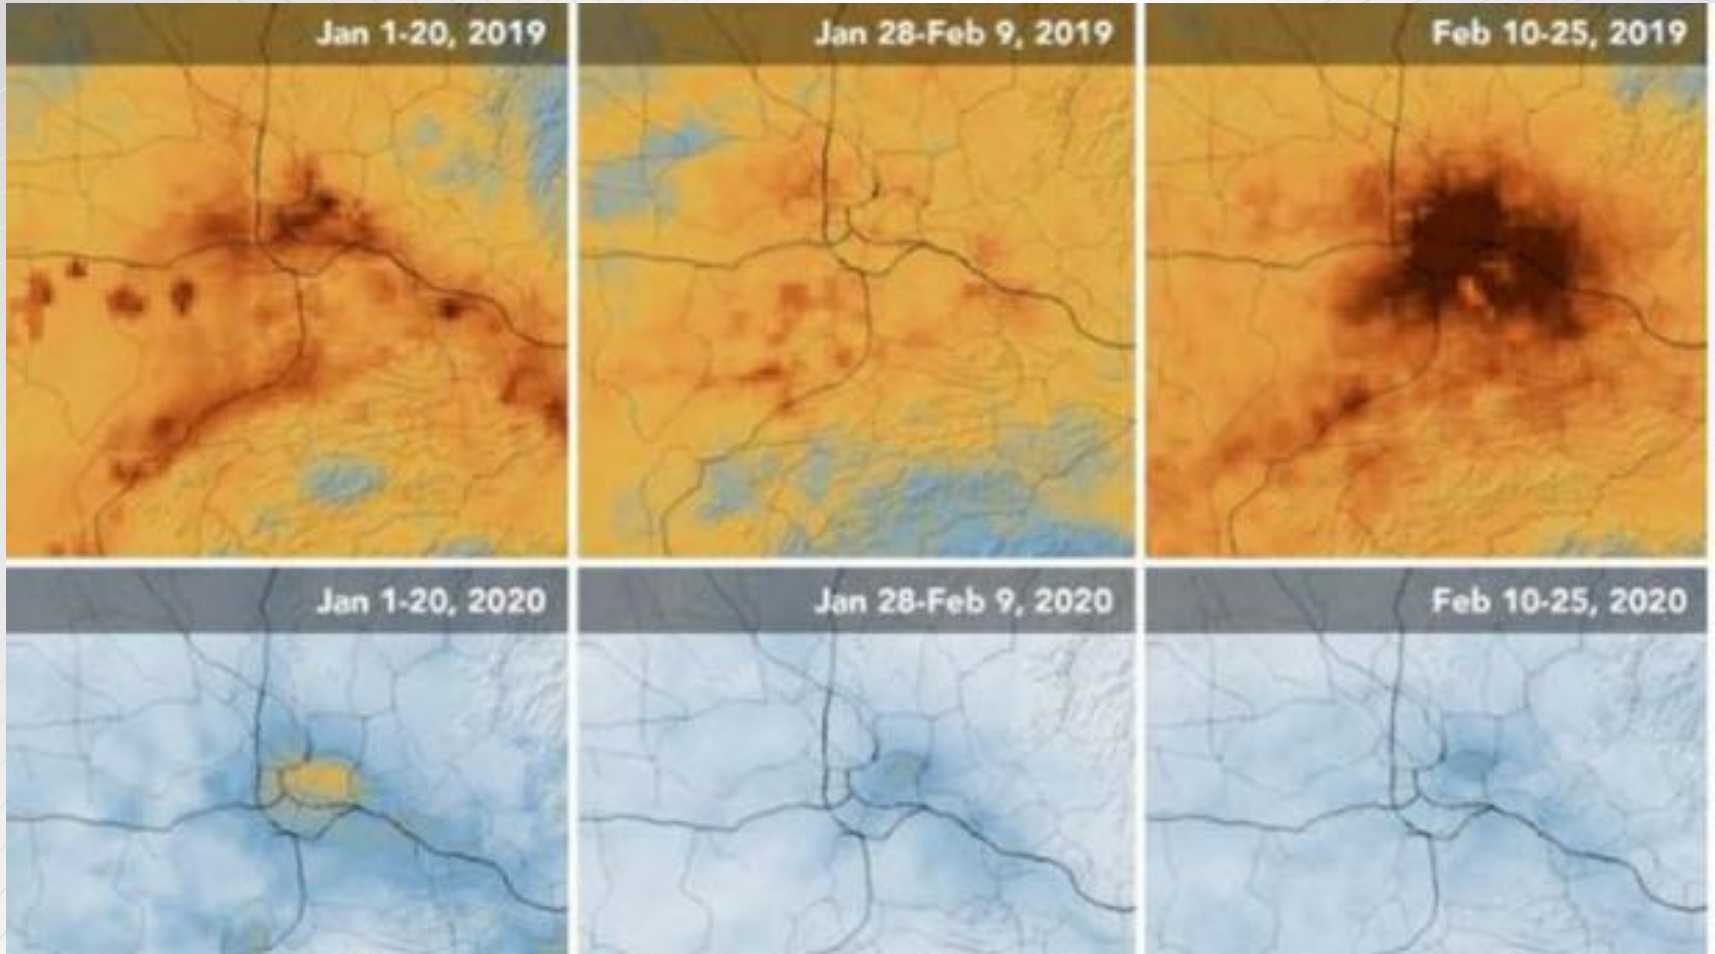 Jan 1-20, 2019
Jan 28-Feb 9, 2019
Feb 10-25, 2019
Jan 1-20, 2020
Jan 28-Feb 9, 2020
Feb 10-25, 2020